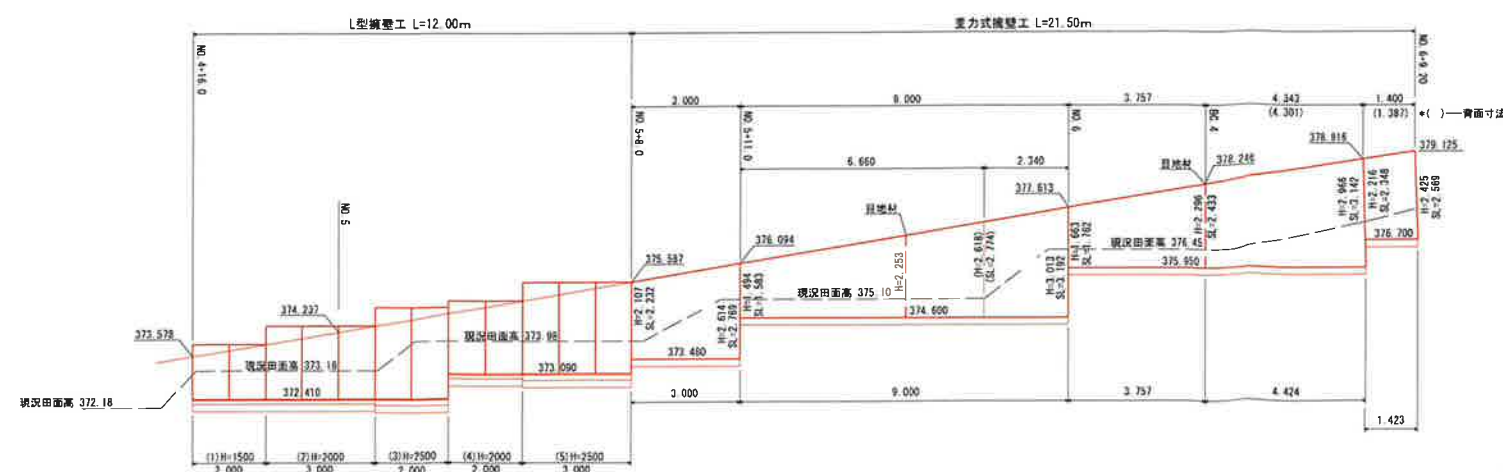 L型擁壁工 L=12.00m
重力式擁壁工 L=21.50m
NO.4+16.0
NO.5
NO.5+8.0
NO.5+11.0
NO.6
BC.4
NO.6+9.20
3.000
9.000
3.757
4.343
(4.301)
1.400
(1.387)
*( )―背面寸法
6.660
2.340
373.578
374.237
375.587
376.094
目地材
377.613
目地材
378.246
378.916
379.125
H=2.107
SL=2.232
H=2.614
SL=2.769
H=1.494
SL=1.583
H=2.253
(H=2.618)
(SL=2.774)
H=3.013
SL=3.192
H=1.663
SL=1.762
H=2.296
SL=2.433
H=2.966
SL=3.142
H=2.216
SL=2.348
H=2.425
SL=2.569
現況田面高 372.18
現況田面高 373.16
現況田面高 373.98
現況田面高 375.10
現況田面高 376.45
372.410
373.090
373.480
374.600
375.950
376.700
3.000
9.000
3.757
4.424
1.423
(1)H=1500
(2)H=2000
(3)H=2500
(4)H=2000
(5)H=2500
2.000
3.000
2.000
2.000
3.000